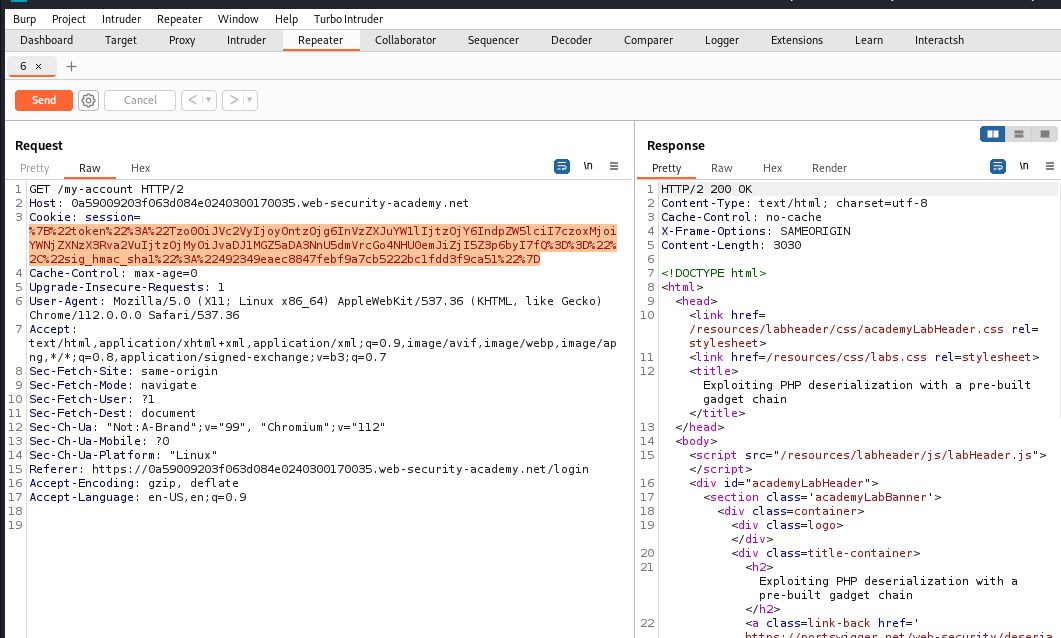 Burp Project Intruder Repeater Window Help Turbo Intruder
Dashboard Target Proxy Intruder Repeater Collaborator Sequencer Decoder Comparer Logger Extensions Learn Interactsh
6 × +
Send Cancel < ▾ > ▾
Request
Pretty Raw Hex \n ≡
1 GET /my-account HTTP/2
2 Host: 0a59009203f063d084e0240300170035.web-security-academy.net
3 Cookie: session=
%7B%22token%22%3A%22Tzo0OiJVc2VyIjoyOntzOjg6InVzZXJuYW1lIjtzOjY6IndpZW5lciI7czoxMjoi
YWNjZXNzX3Rva2VuIjtzOjMyOiJvaDJ1MGZ5aDA3NnU5dmVrcGo4NHU0emJiZjI5Z3p6byI7fQ%3D%3D%22%
2C%22sig_hmac_sha1%22%3A%22492349eaec8847febf9a7cb5222bc1fdd3f9ca51%22%7D
4 Cache-Control: max-age=0
5 Upgrade-Insecure-Requests: 1
6 User-Agent: Mozilla/5.0 (X11; Linux x86_64) AppleWebKit/537.36 (KHTML, like Gecko)
Chrome/112.0.0.0 Safari/537.36
7 Accept:
text/html,application/xhtml+xml,application/xml;q=0.9,image/avif,image/webp,image/ap
ng,*/*;q=0.8,application/signed-exchange;v=b3;q=0.7
8 Sec-Fetch-Site: same-origin
9 Sec-Fetch-Mode: navigate
10 Sec-Fetch-User: ?1
11 Sec-Fetch-Dest: document
12 Sec-Ch-Ua: "Not:A-Brand";v="99", "Chromium";v="112"
13 Sec-Ch-Ua-Mobile: ?0
14 Sec-Ch-Ua-Platform: "Linux"
15 Referer: https://0a59009203f063d084e0240300170035.web-security-academy.net/login
16 Accept-Encoding: gzip, deflate
17 Accept-Language: en-US,en;q=0.9
18
19
Response
Pretty Raw Hex Render \n ≡
1 HTTP/2 200 OK
2 Content-Type: text/html; charset=utf-8
3 Cache-Control: no-cache
4 X-Frame-Options: SAMEORIGIN
5 Content-Length: 3030
6
7 <!DOCTYPE html>
8 <html>
9 <head>
10 <link href=
/resources/labheader/css/academyLabHeader.css rel=
stylesheet>
11 <link href=/resources/css/labs.css rel=stylesheet>
12 <title>
Exploiting PHP deserialization with a pre-built
gadget chain
</title>
13 </head>
14 <body>
15 <script src="/resources/labheader/js/labHeader.js">
</script>
16 <div id="academyLabHeader">
17 <section class='academyLabBanner'>
18 <div class=container>
19 <div class=logo>
</div>
20 <div class=title-container>
21 <h2>
Exploiting PHP deserialization with a
pre-built gadget chain
</h2>
22 <a class=link-back href='